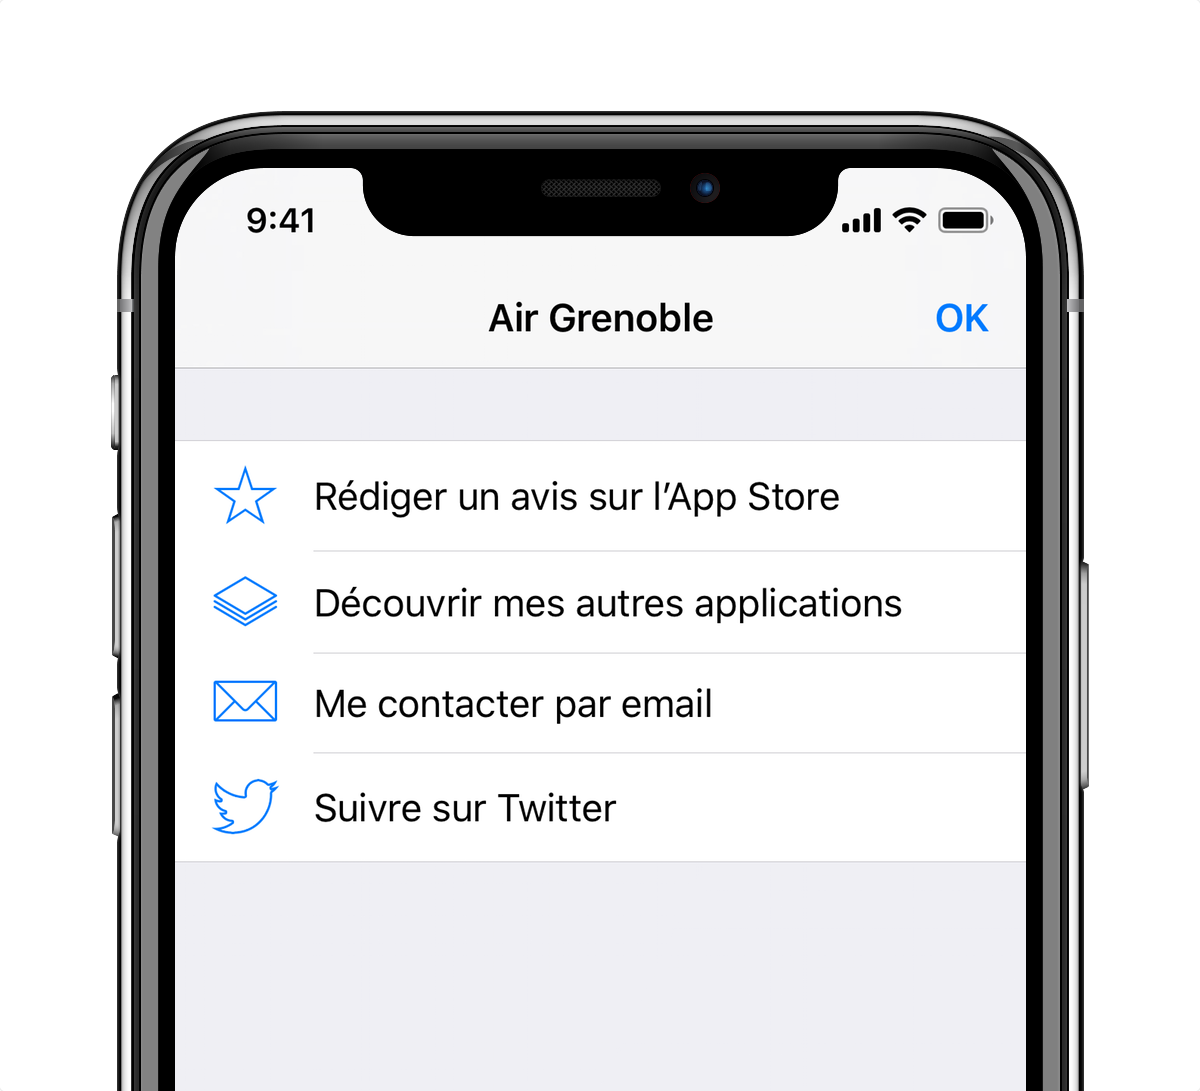 9:41
Air Grenoble
OK
Rédiger un avis sur l’App Store
Découvrir mes autres applications
Me contacter par email
Suivre sur Twitter